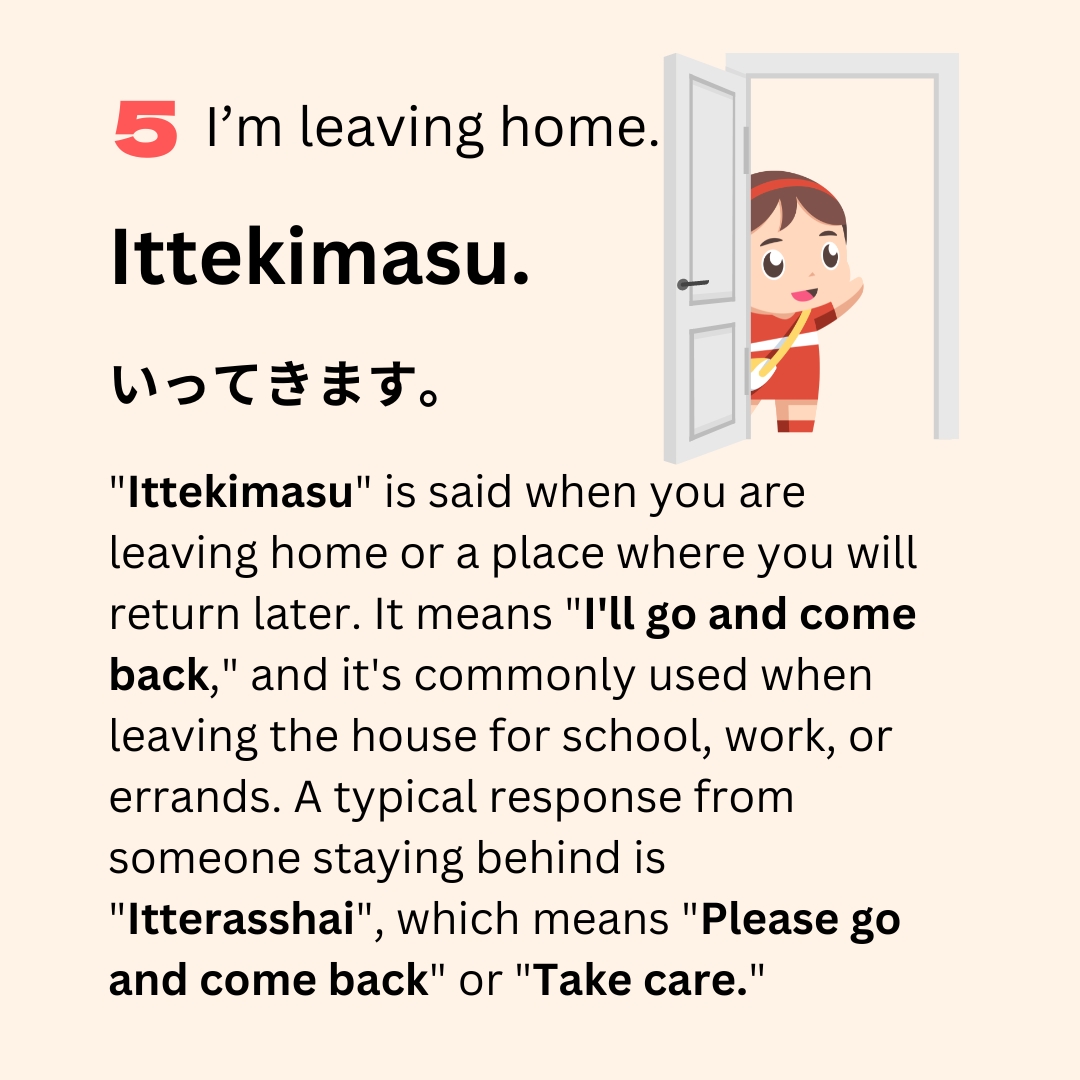 5 I’m leaving home.
Ittekimasu.
いってきます。
"Ittekimasu" is said when you are
leaving home or a place where you will
return later. It means "I'll go and come
back," and it's commonly used when
leaving the house for school, work, or
errands. A typical response from
someone staying behind is
"Itterasshai", which means "Please go
and come back" or "Take care."